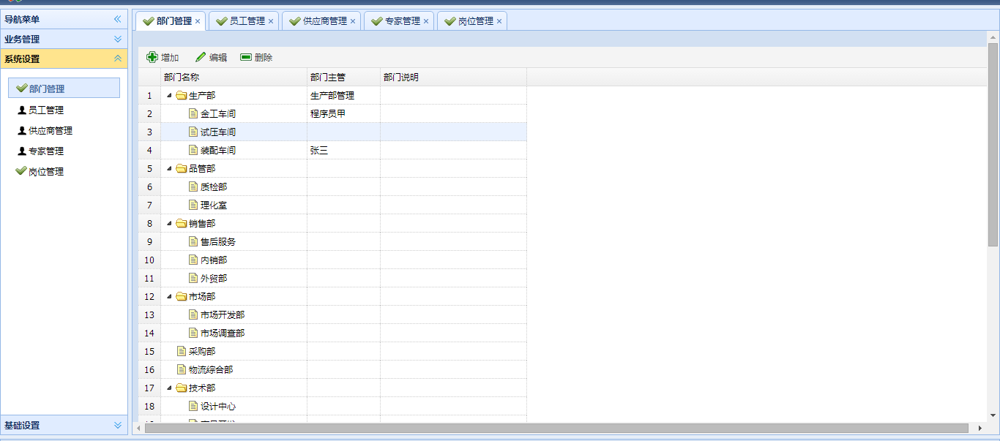 导航菜单
业务管理
系统设置
部门管理
员工管理
供应商管理
专家管理
岗位管理
基础设置
部门管理 员工管理 供应商管理 专家管理 岗位管理
增加 编辑 删除
部门名称 部门主管 部门说明
1 生产部 生产部管理
2 金工车间 程序员甲
3 试压车间
4 装配车间 张三
5 品管部
6 质检部
7 理化室
8 销售部
9 售后服务
10 内销部
11 外贸部
12 市场部
13 市场开发部
14 市场调查部
15 采购部
16 物流综合部
17 技术部
18 设计中心